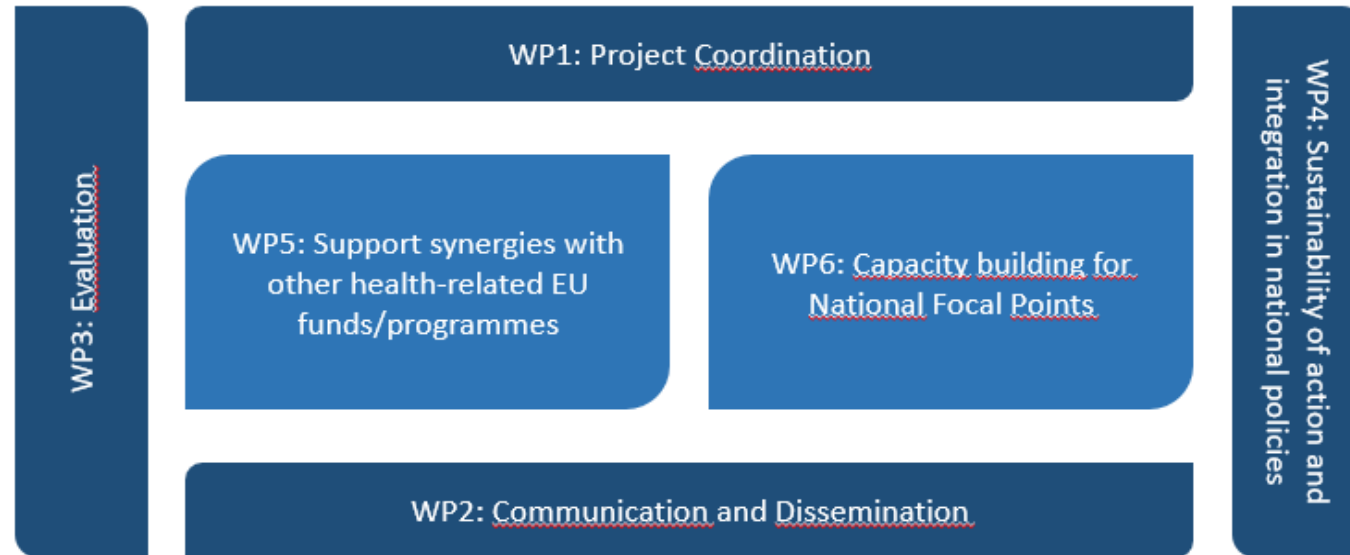 WP1: Project Coordination
WP3: Evaluation
WP5: Support synergies with
other health-related EU
funds/programmes
WP6: Capacity building for
National Focal Points
WP4: Sustainability of action and
integration in national policies
WP2: Communication and Dissemination